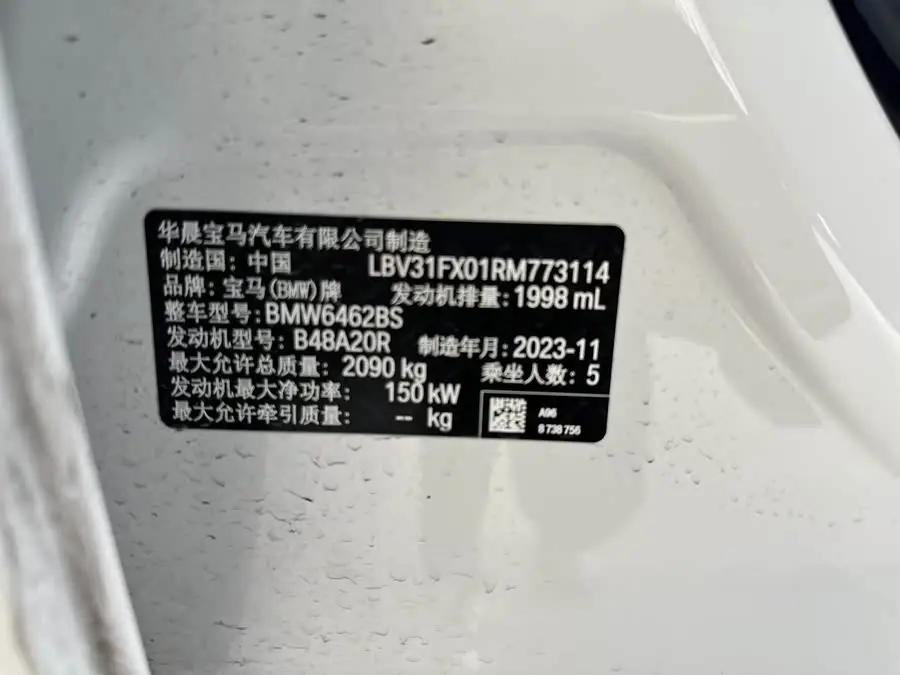 华晨宝马汽车有限公司制造
制造国：中国 LBV31FX01RM773114
品牌：宝马(BMW)牌 发动机排量：1998 mL
整车型号：BMW6462BS
发动机型号：B48A20R 制造年月：2023-11
最大允许总质量：2090 kg 乘坐人数：5
发动机最大净功率：150 kW
最大允许牵引质量：-- kg
A96
8 738 756